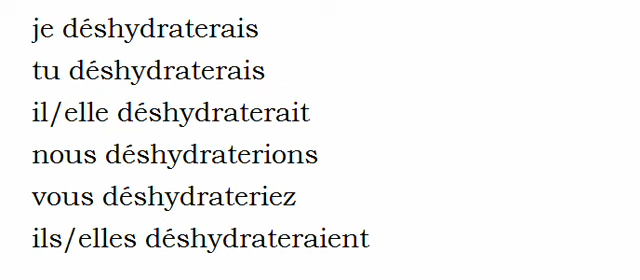 je déshydraterais
tu déshydraterais
il/elle déshydraterait
nous déshydraterions
vous déshydrateriez
ils/elles déshydrateraient